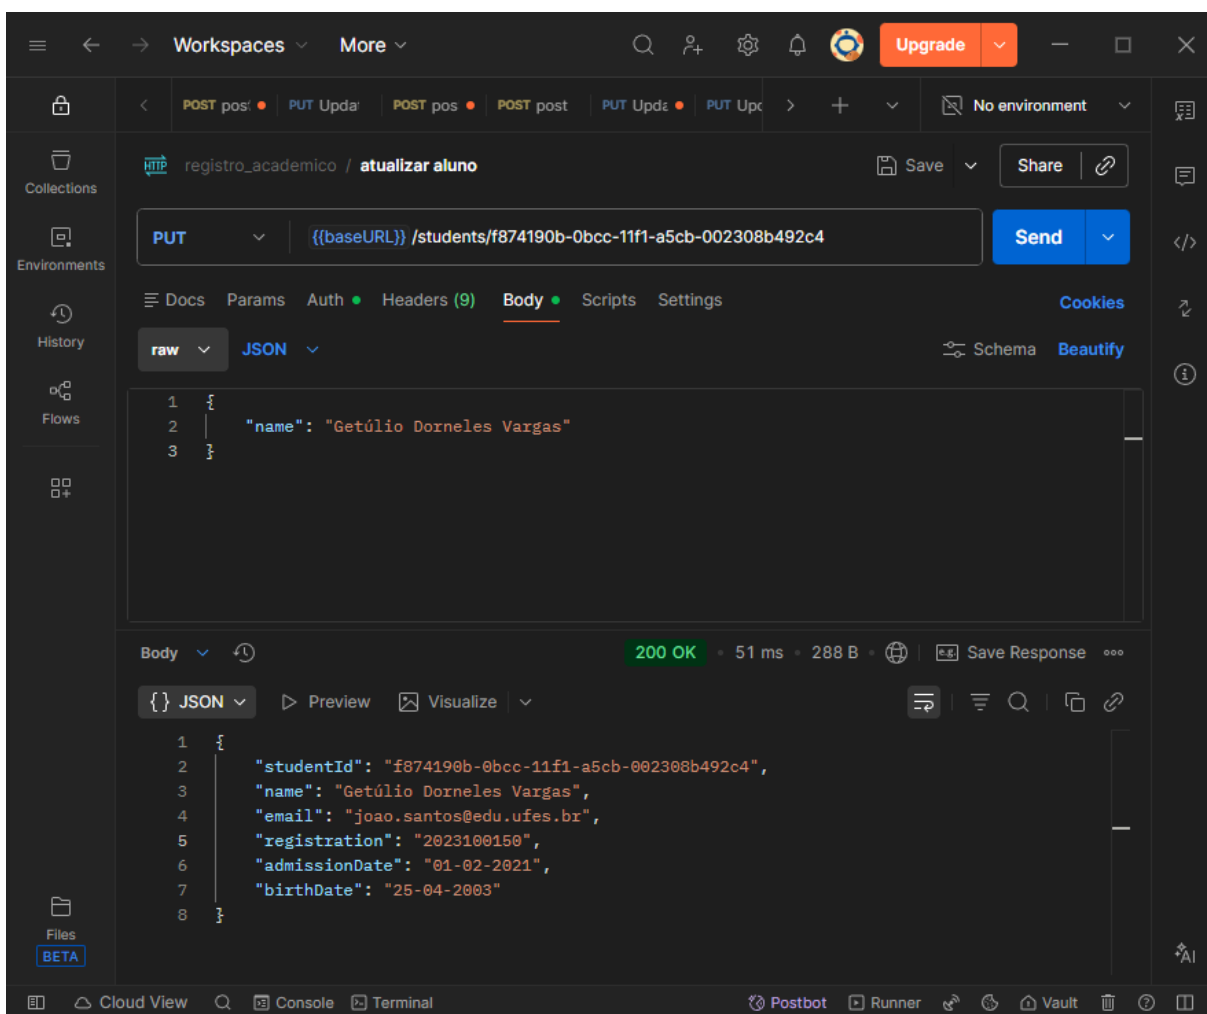 Workspaces More Upgrade
POST pos PUT Upda POST pos POST post PUT Upda PUT Upd No environment
HTTP registro_academico / atualizar aluno Save Share
Collections
PUT {{baseURL}} /students/f874190b-0bcc-11f1-a5cb-002308b492c4 Send
Environments
Docs Params Auth Headers (9) Body Scripts Settings Cookies
History
raw JSON Schema Beautify
Flows
1 {
2 "name": "Getúlio Dorneles Vargas"
3 }
Body 200 OK 51 ms 288 B e.g. Save Response
{} JSON Preview Visualize
1 {
2 "studentId": "f874190b-0bcc-11f1-a5cb-002308b492c4",
3 "name": "Getúlio Dorneles Vargas",
4 "email": "joao.santos@edu.ufes.br",
5 "registration": "2023100150",
6 "admissionDate": "01-02-2021",
7 "birthDate": "25-04-2003"
8 }
Files
BETA
AI
Cloud View Console Terminal Postbot Runner Vault